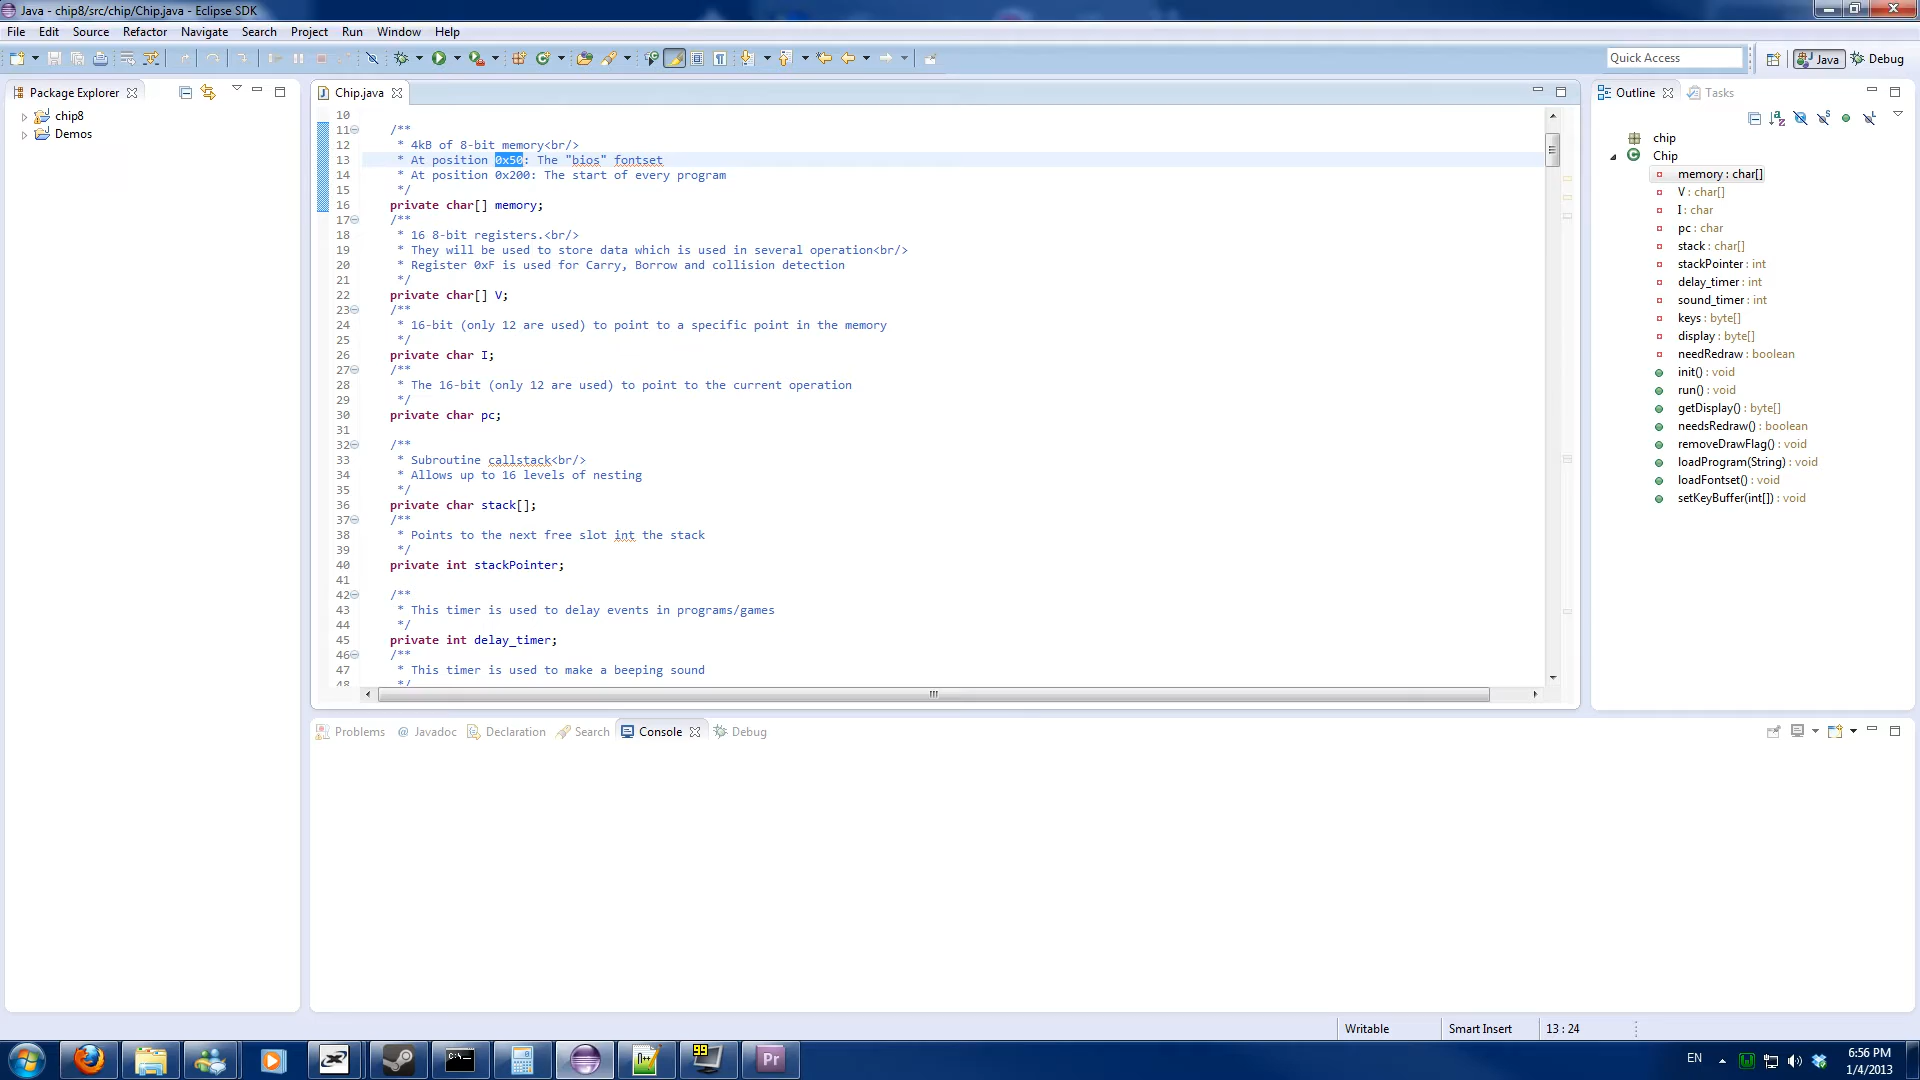 Java - chip8/src/chip/Chip.java - Eclipse SDK
File Edit Source Refactor Navigate Search Project Run Window Help
Quick Access
Java
Debug
Package Explorer
chip8
Demos
Chip.java
10
11 /**
12 * 4kB of 8-bit memory<br/>
13 * At position 0x50: The "bios" fontset
14 * At position 0x200: The start of every program
15 */
16 private char[] memory;
17 /**
18 * 16 8-bit registers.<br/>
19 * They will be used to store data which is used in several operation<br/>
20 * Register 0xF is used for Carry, Borrow and collision detection
21 */
22 private char[] V;
23 /**
24 * 16-bit (only 12 are used) to point to a specific point in the memory
25 */
26 private char I;
27 /**
28 * The 16-bit (only 12 are used) to point to the current operation
29 */
30 private char pc;
31
32 /**
33 * Subroutine callstack<br/>
34 * Allows up to 16 levels of nesting
35 */
36 private char stack[];
37 /**
38 * Points to the next free slot int the stack
39 */
40 private int stackPointer;
41
42 /**
43 * This timer is used to delay events in programs/games
44 */
45 private int delay_timer;
46 /**
47 * This timer is used to make a beeping sound
48 */
Outline Tasks
chip
Chip
memory : char[]
V : char[]
I : char
pc : char
stack : char[]
stackPointer : int
delay_timer : int
sound_timer : int
keys : byte[]
display : byte[]
needRedraw : boolean
init() : void
run() : void
getDisplay() : byte[]
needsRedraw() : boolean
removeDrawFlag() : void
loadProgram(String) : void
loadFontset() : void
setKeyBuffer(int[]) : void
Problems @ Javadoc Declaration Search Console Debug
Writable Smart Insert 13 : 24
C:\
99
Pr
EN
6:56 PM
1/4/2013